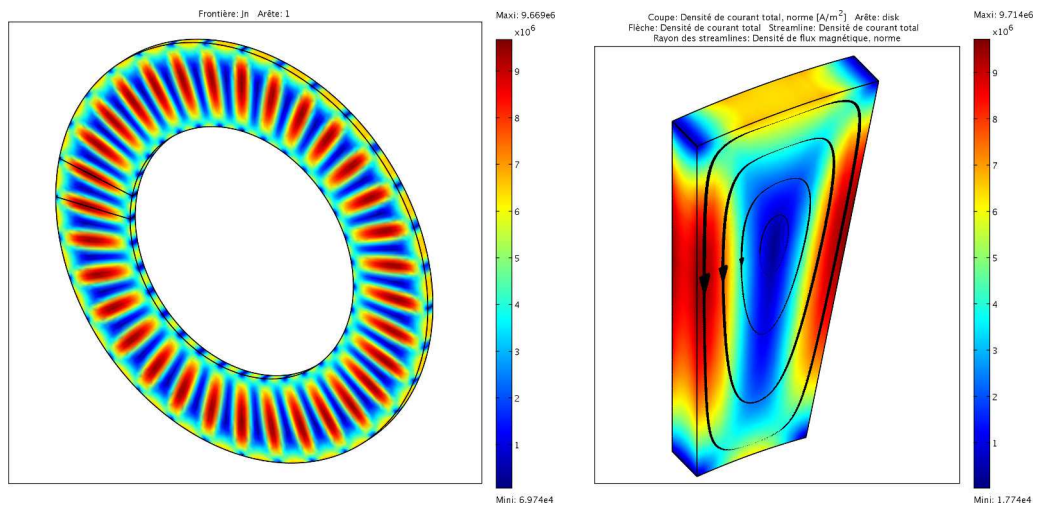 Frontière: Jn Arête: 1
Maxi: 9.669e6
x10⁶
9
8
7
6
5
4
3
2
1
Mini: 6.974e4
Coupe: Densité de courant total, norme [A/m²] Arête: disk
Flèche: Densité de courant total Streamline: Densité de courant total
Rayon des streamlines: Densité de flux magnétique, norme
Maxi: 9.714e6
x10⁶
9
8
7
6
5
4
3
2
1
Mini: 1.774e4